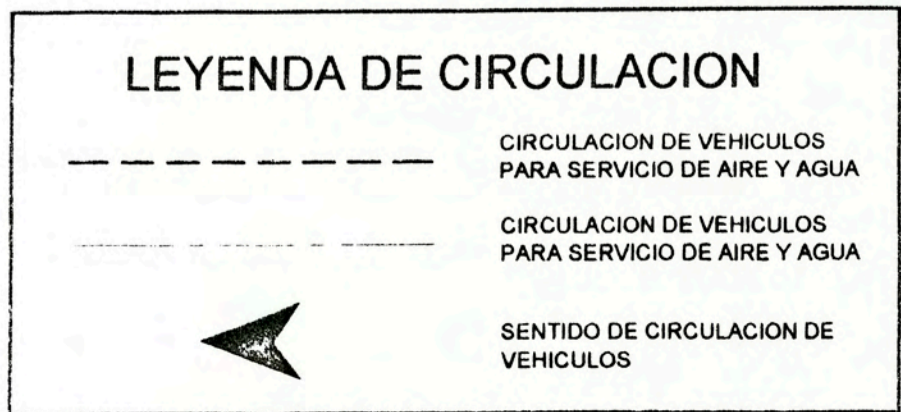 LEYENDA DE CIRCULACION
CIRCULACION DE VEHICULOS
PARA SERVICIO DE AIRE Y AGUA
CIRCULACION DE VEHICULOS
PARA SERVICIO DE AIRE Y AGUA
SENTIDO DE CIRCULACION DE
VEHICULOS